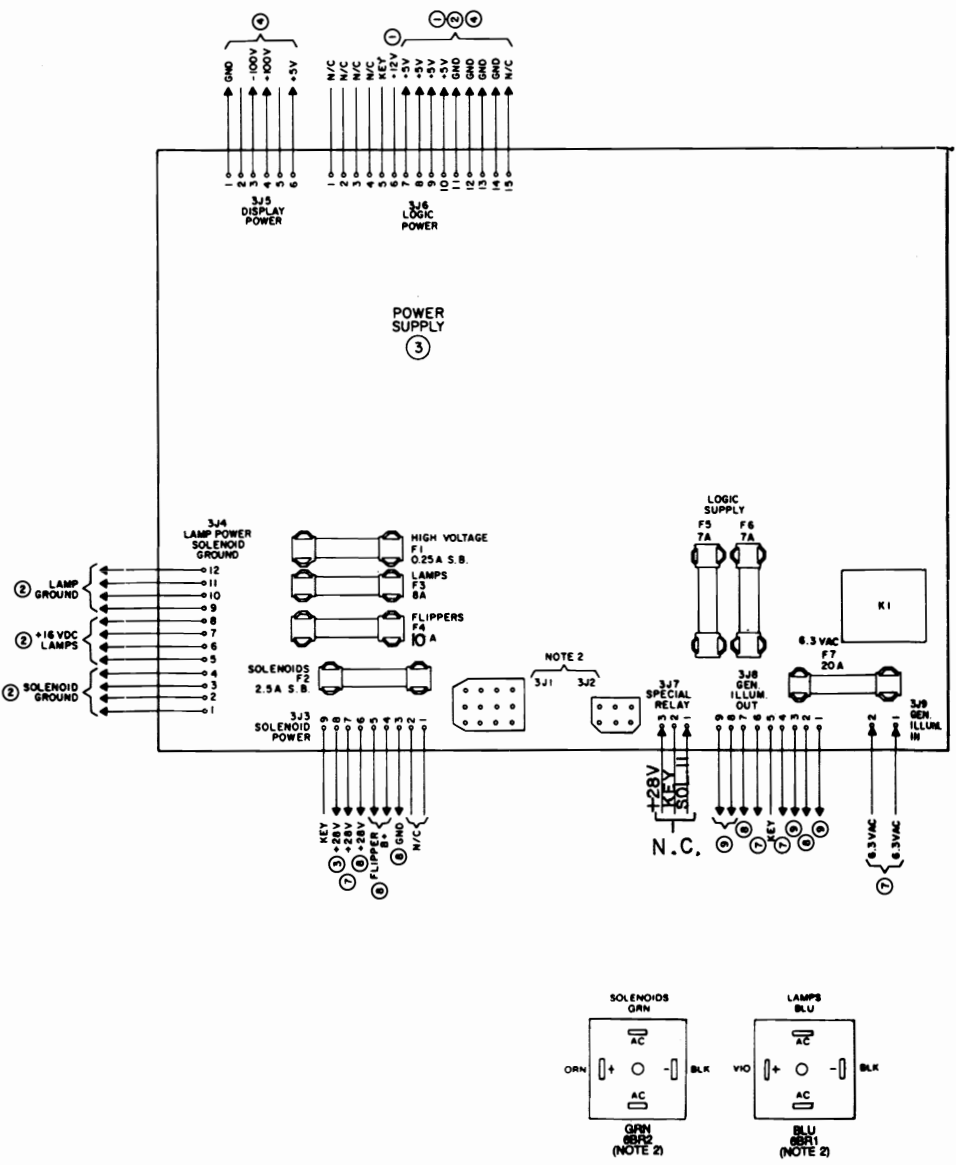 ④
① ② ④
GND
-100V
+100V
+5V
N/C
N/C
N/C
N/C
KEY
+12V ①
+5V
+5V
+5V
+5V
GND
GND
GND
GND
N/C
1
2
3
4
5
6
3J5
DISPLAY
POWER
1
2
3
4
5
6
7
8
9
10
11
12
13
14
15
3J6
LOGIC
POWER
POWER
SUPPLY
③
3J4
LAMP POWER
SOLENOID
GROUND
② LAMP
GROUND
② +16 VDC
LAMPS
② SOLENOID
GROUND
12
11
10
9
8
7
6
5
4
3
2
1
HIGH VOLTAGE
F1
0.25A S.B.
LAMPS
F3
8A
FLIPPERS
F4
10 A
SOLENOIDS
F2
2.5A S.B.
LOGIC
SUPPLY
F5
7A
F6
7A
K1
6.3 VAC
F7
20A
NOTE 2
3J1
3J2
3J3
SOLENOID
POWER
9
8
7
6
5
4
3
2
1
KEY
③ +28V
⑦ +28V
⑧ +28V
⑧ FLIPPER
B+
⑧ GND
N/C
3J7
SPECIAL
RELAY
3
2
1
+28V
KEY
SOL.11
N.C.
3J8
GEN.
ILLUM.
OUT
9
8
7
6
5
4
3
2
1
⑨
⑧
⑦
KEY
⑦
⑨
⑧
⑨
3J9
GEN.
ILLUM.
IN
2
1
6.3VAC
6.3VAC
⑦
SOLENOIDS
GRN
AC
ORN
+
-
BLK
AC
GRN
6BR2
(NOTE 2)
LAMPS
BLU
AC
VIO
+
-
BLK
AC
BLU
6BR1
(NOTE 2)